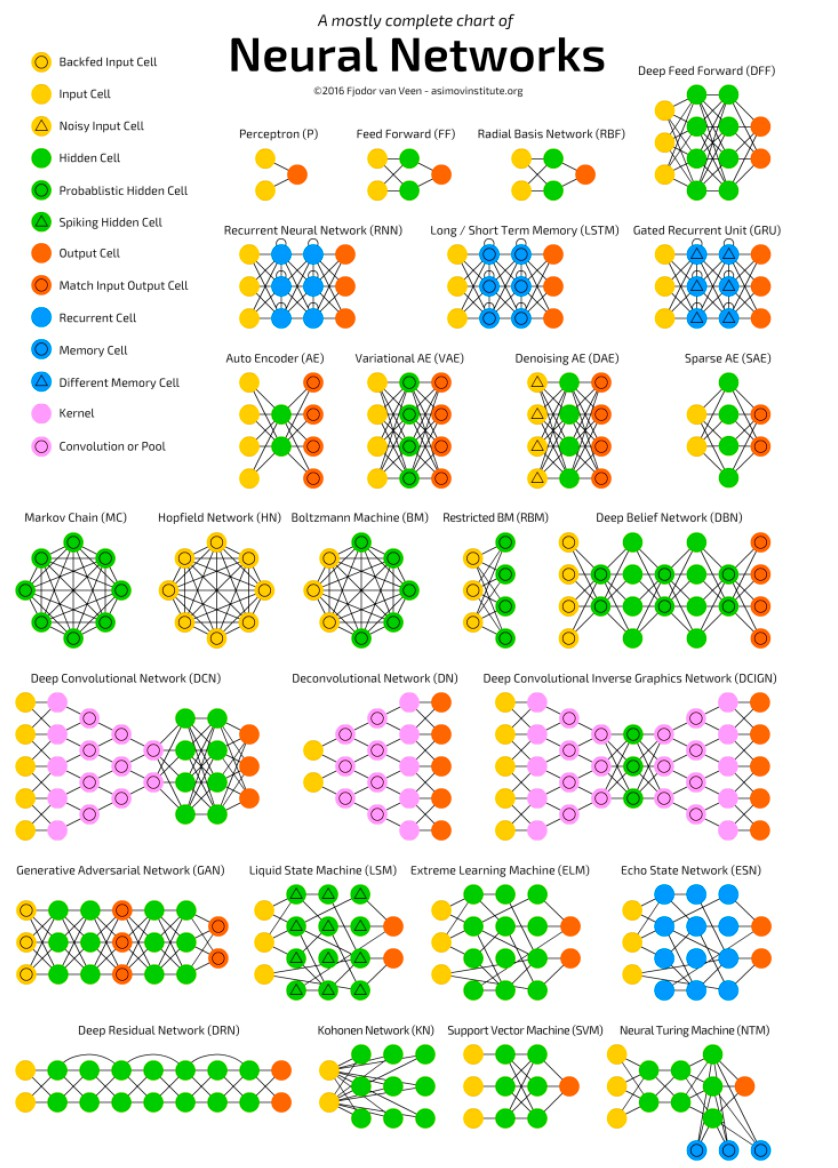 A mostly complete chart of
Neural Networks
©2016 Fjodor van Veen - asimovinstitute.org
Backfed Input Cell
Input Cell
Noisy Input Cell
Hidden Cell
Probablistic Hidden Cell
Spiking Hidden Cell
Output Cell
Match Input Output Cell
Recurrent Cell
Memory Cell
Different Memory Cell
Kernel
Convolution or Pool
Deep Feed Forward (DFF)
Perceptron (P)
Feed Forward (FF)
Radial Basis Network (RBF)
Recurrent Neural Network (RNN)
Long / Short Term Memory (LSTM)
Gated Recurrent Unit (GRU)
Auto Encoder (AE)
Variational AE (VAE)
Denoising AE (DAE)
Sparse AE (SAE)
Markov Chain (MC)
Hopfield Network (HN)
Boltzmann Machine (BM)
Restricted BM (RBM)
Deep Belief Network (DBN)
Deep Convolutional Network (DCN)
Deconvolutional Network (DN)
Deep Convolutional Inverse Graphics Network (DCIGN)
Generative Adversarial Network (GAN)
Liquid State Machine (LSM)
Extreme Learning Machine (ELM)
Echo State Network (ESN)
Deep Residual Network (DRN)
Kohonen Network (KN)
Support Vector Machine (SVM)
Neural Turing Machine (NTM)